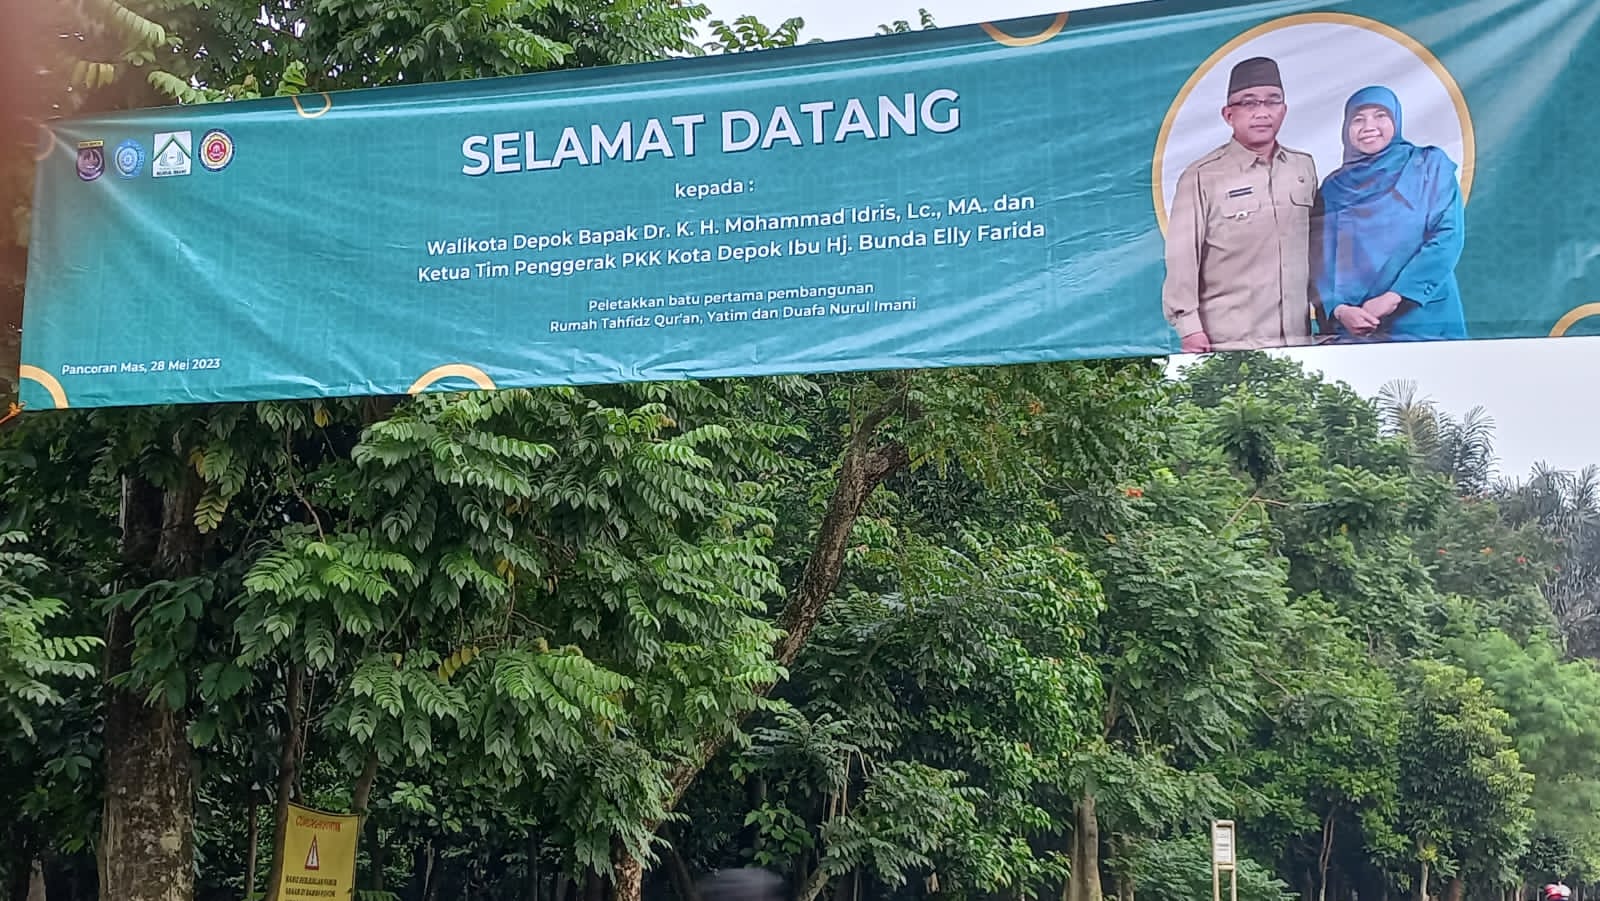 NURUL IMANI
SELAMAT DATANG
kepada :
Walikota Depok Bapak Dr. K. H. Mohammad Idris, Lc., MA. dan
Ketua Tim Penggerak PKK Kota Depok Ibu Hj. Bunda Elly Farida
Peletakkan batu pertama pembangunan
Rumah Tahfidz Qur'an, Yatim dan Duafa Nurul Imani
Pancoran Mas, 28 Mei 2023